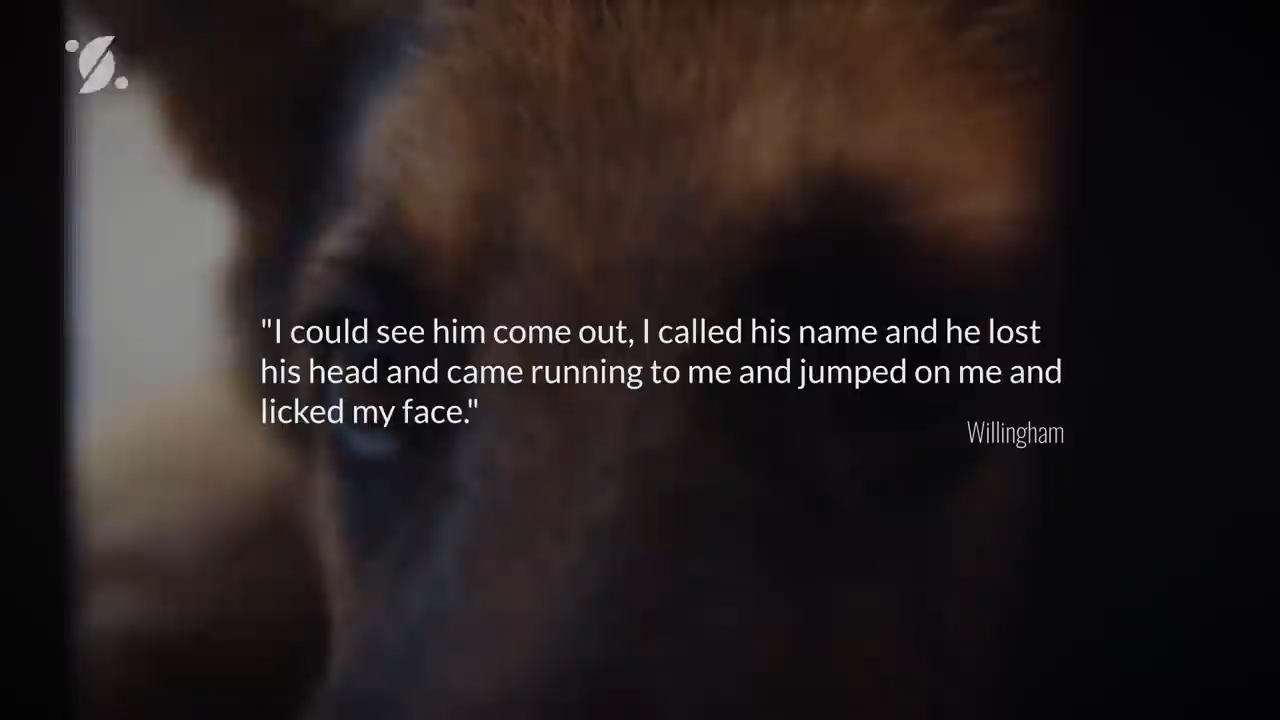 "I could see him come out, I called his name and he lost
his head and came running to me and jumped on me and
licked my face."
Willingham